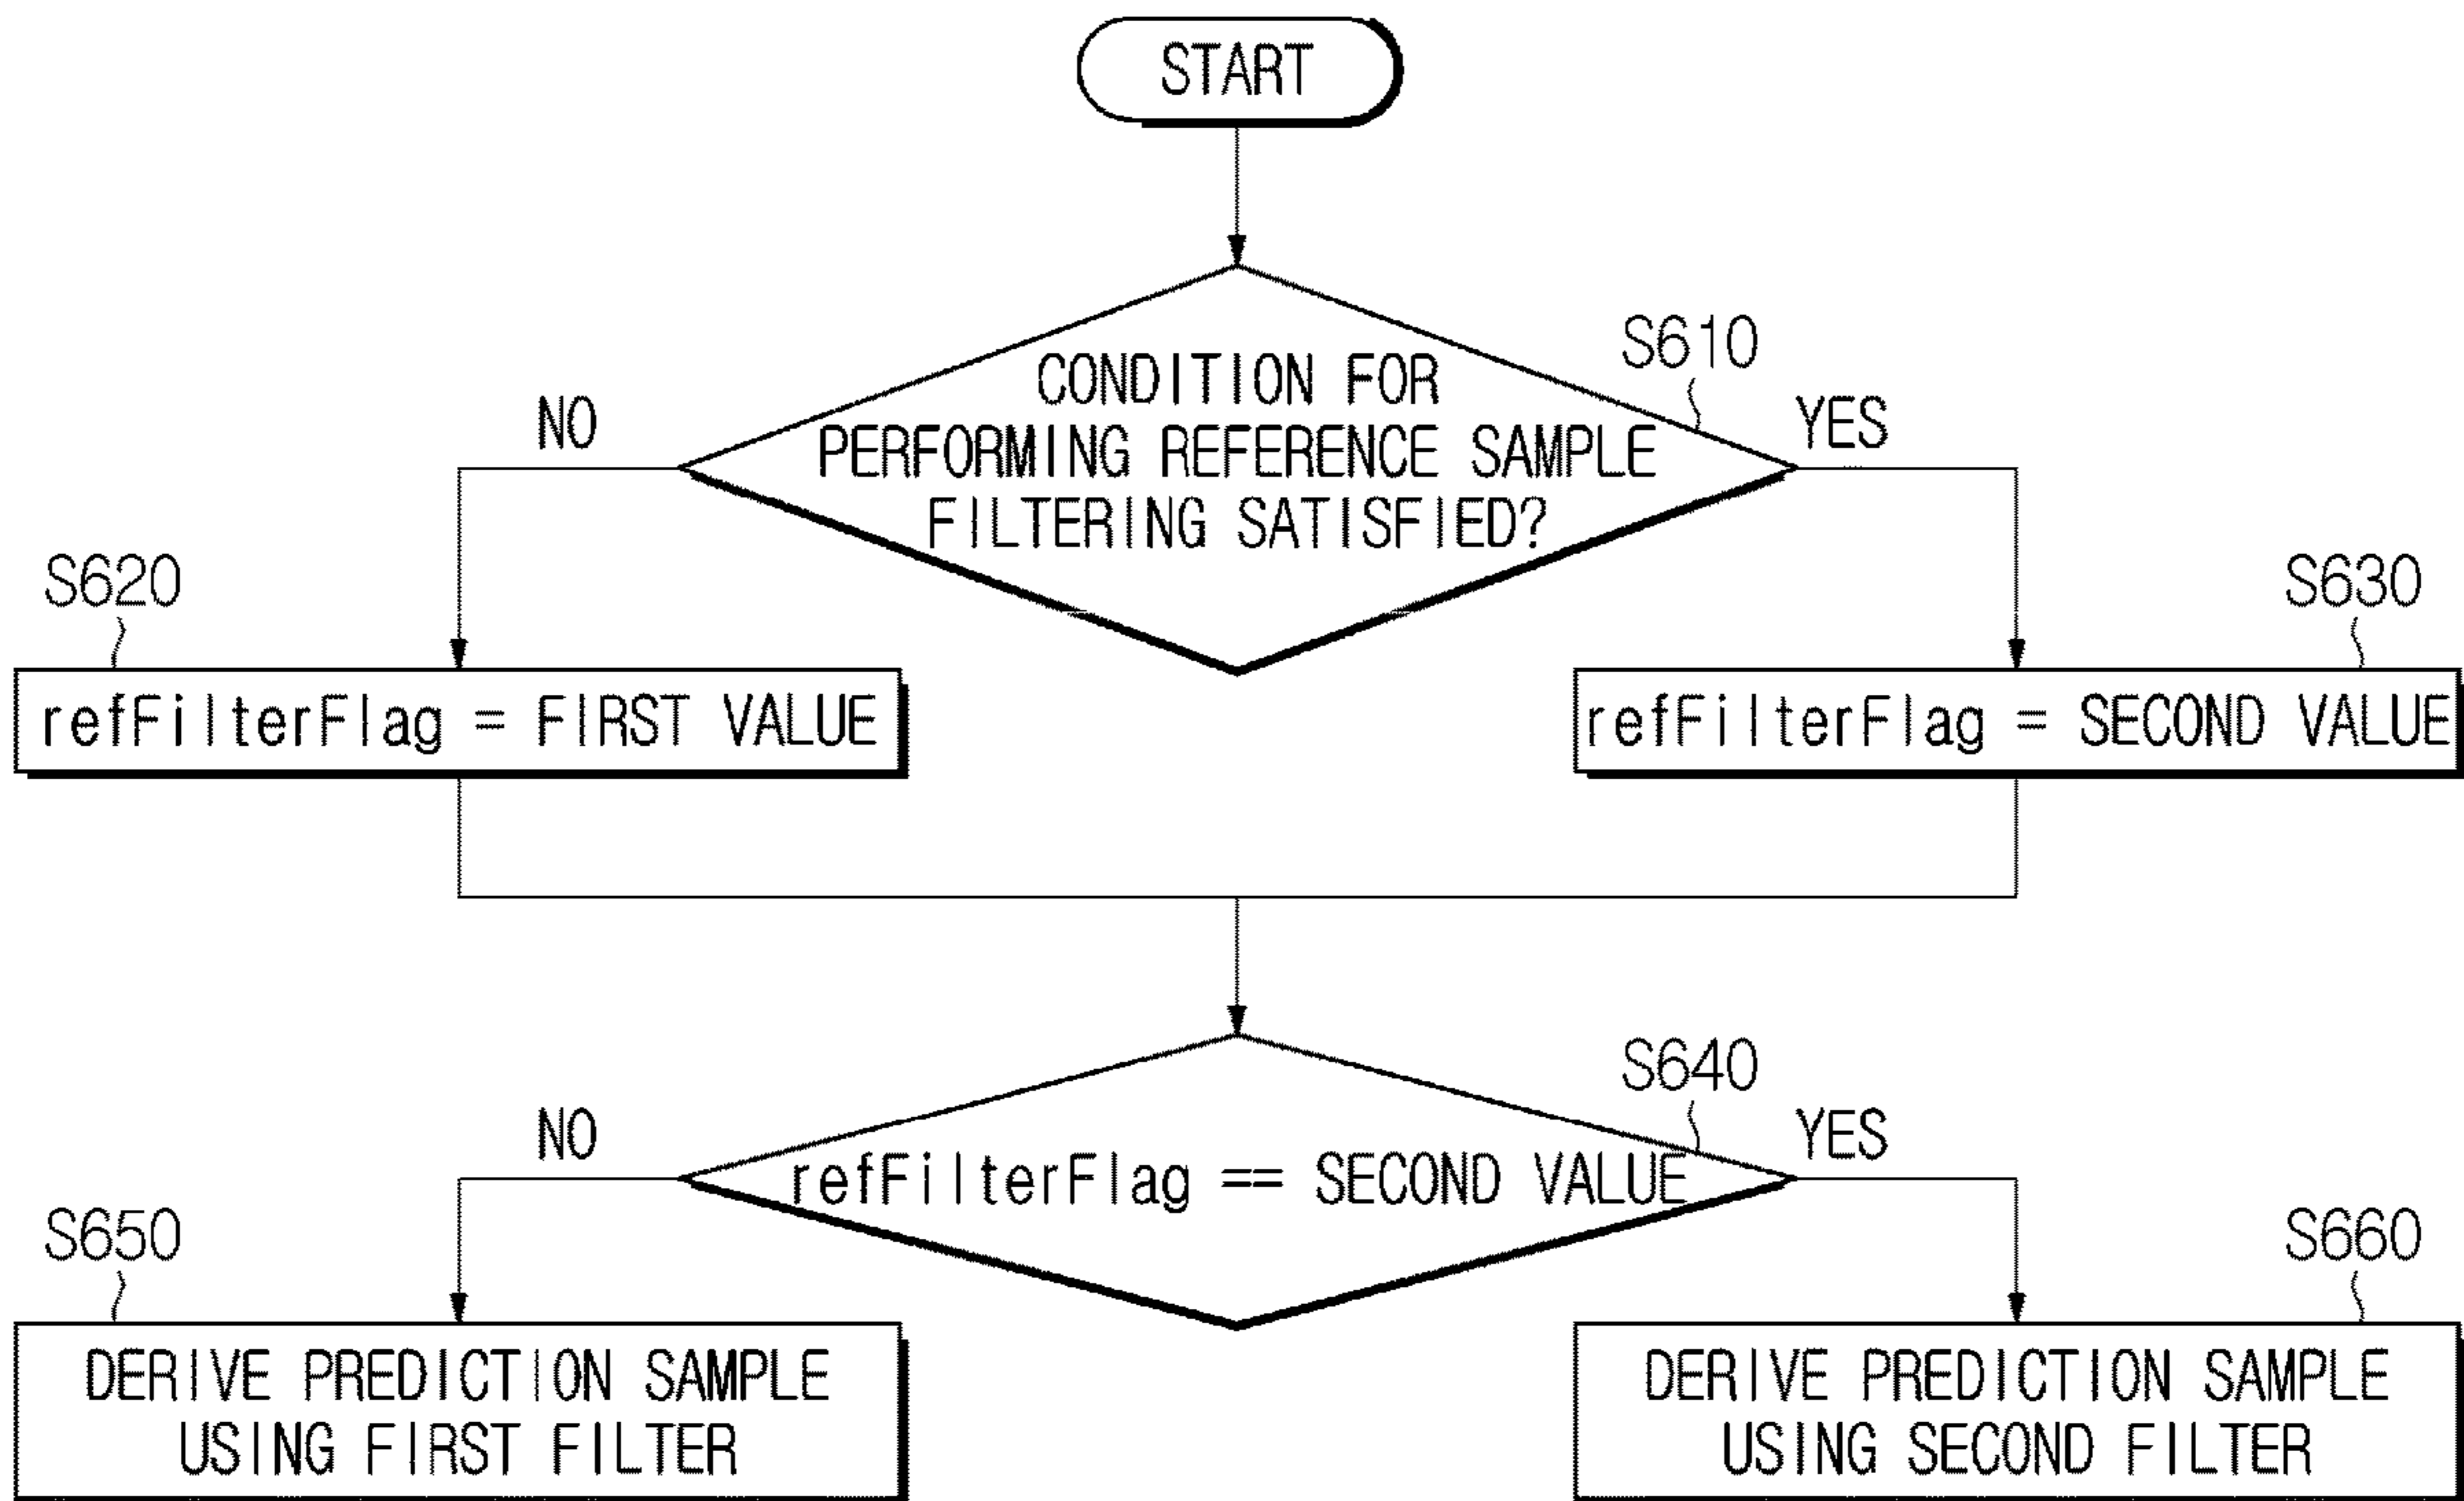 START
CONDITION FOR
PERFORMING REFERENCE SAMPLE
FILTERING SATISFIED?
S610
NO
YES
S620
refFilterFlag = FIRST VALUE
S630
refFilterFlag = SECOND VALUE
refFilterFlag == SECOND VALUE
S640
NO
YES
S650
DERIVE PREDICTION SAMPLE
USING FIRST FILTER
S660
DERIVE PREDICTION SAMPLE
USING SECOND FILTER